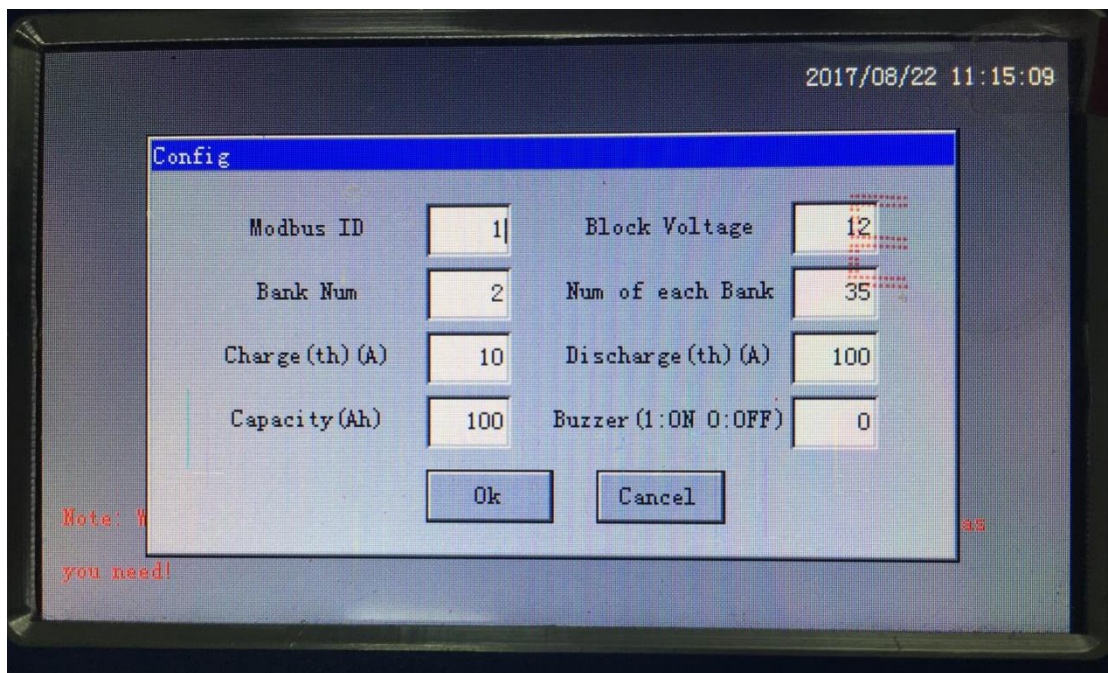 2017/08/22 11:15:09
Config
Modbus ID 1 Block Voltage 12
Bank Num 2 Num of each Bank 35
Charge(th)(A) 10 Discharge(th)(A) 100
Capacity(Ah) 100 Buzzer(1:ON 0:OFF) 0
Ok Cancel
Note: as
you need!